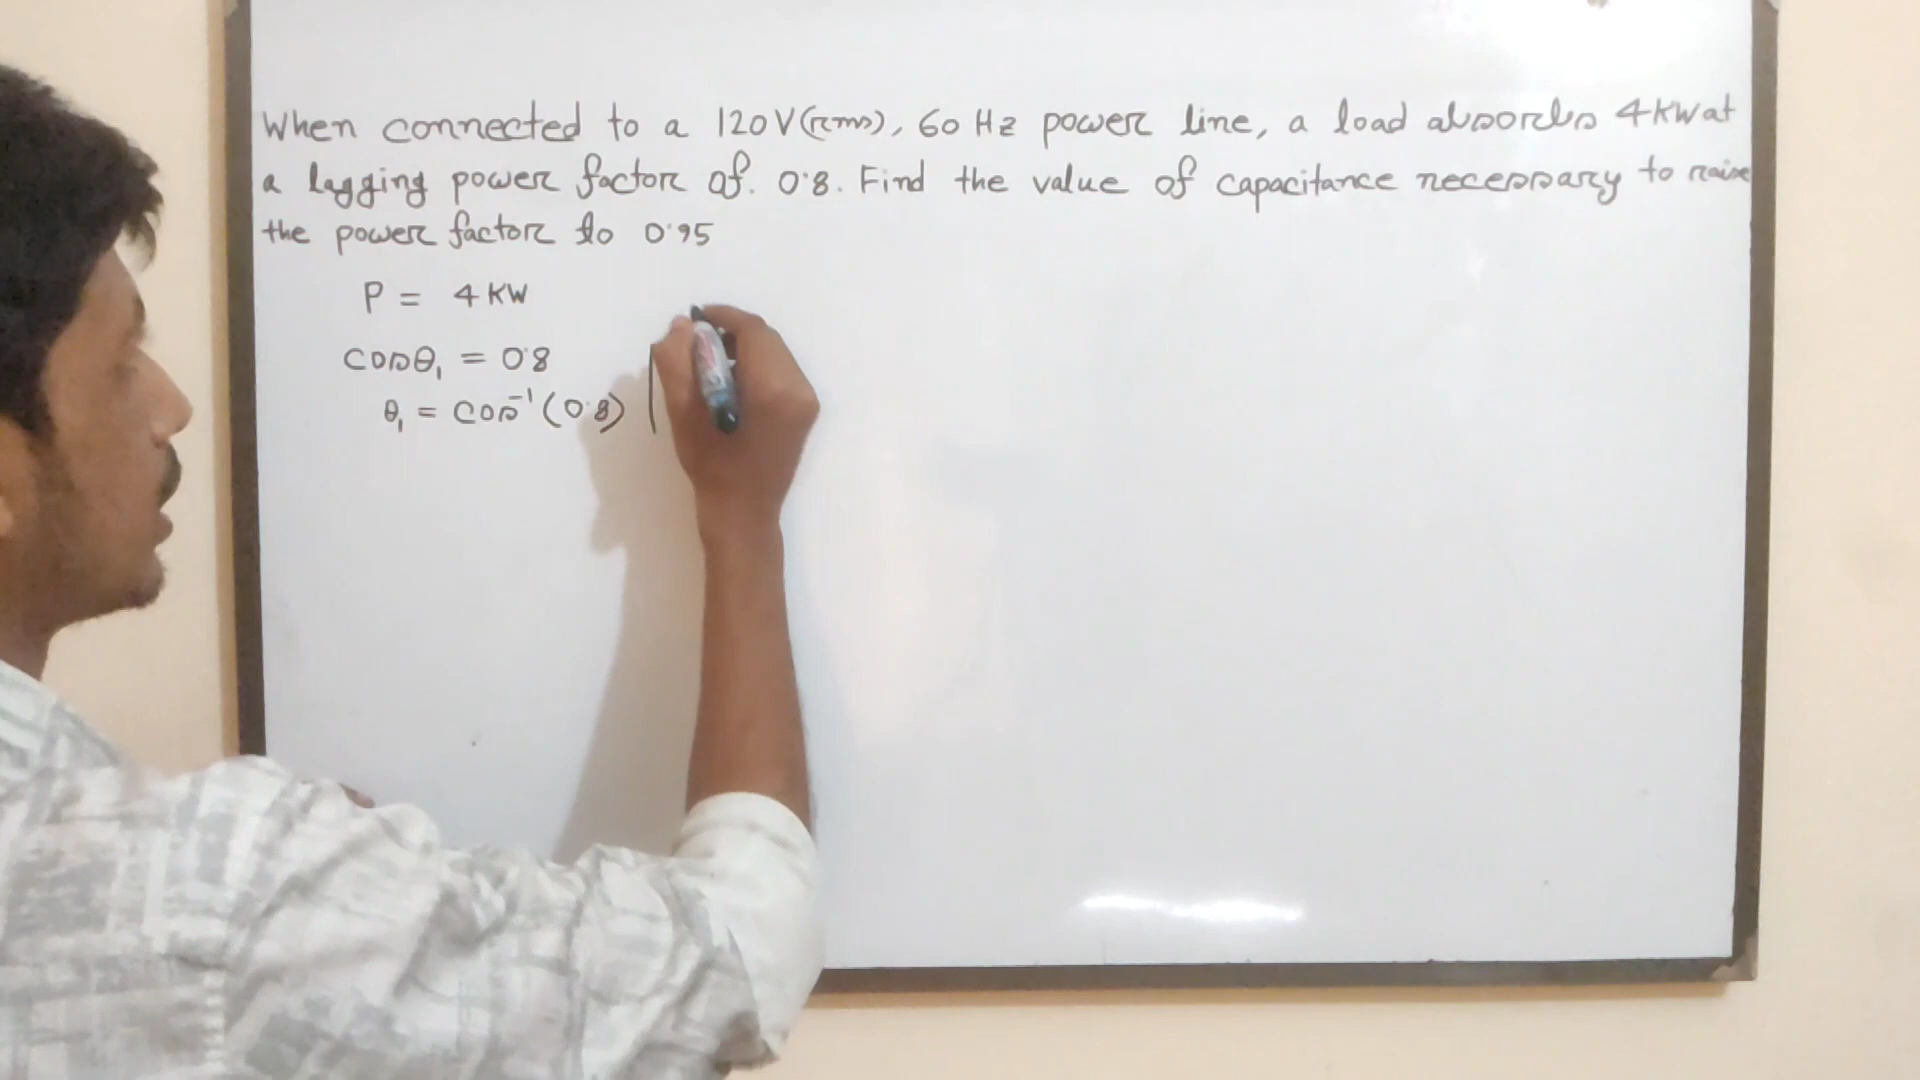 When connected to a 120V(rms), 60 Hz power line, a load absorbs 4KW at
a lagging power factor of. 0.8. Find the value of capacitance necessary to raise
the power factor to 0.95
P = 4 KW
cosθ₁ = 0.8
θ₁ = cos⁻¹(0.8)